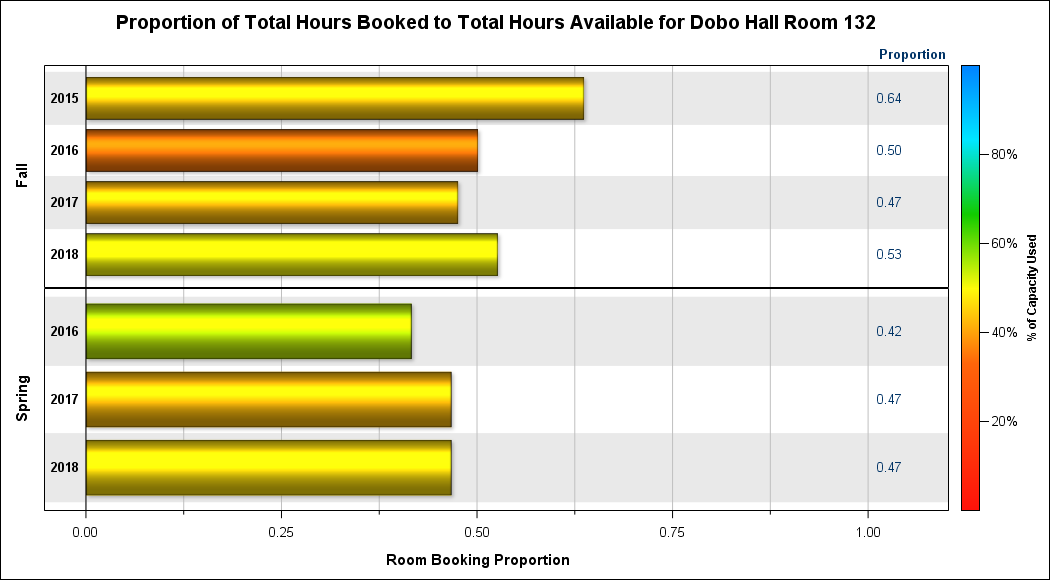 Proportion of Total Hours Booked to Total Hours Available for Dobo Hall Room 132
Proportion
Fall
2015 0.64
2016 0.50
2017 0.47
2018 0.53
Spring
2016 0.42
2017 0.47
2018 0.47
0.00 0.25 0.50 0.75 1.00
Room Booking Proportion
80%
60%
40%
20%
% of Capacity Used